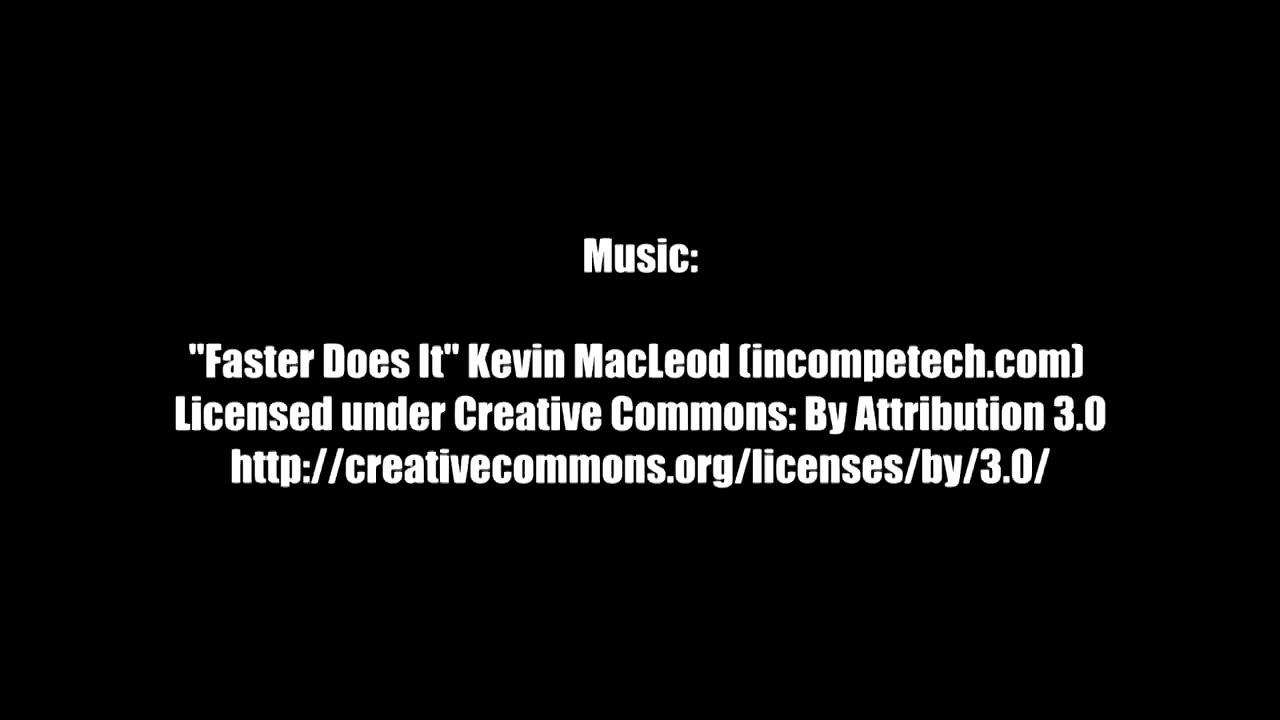 Music:
"Faster Does It" Kevin MacLeod (incompetech.com)
Licensed under Creative Commons: By Attribution 3.0
http://creativecommons.org/licenses/by/3.0/